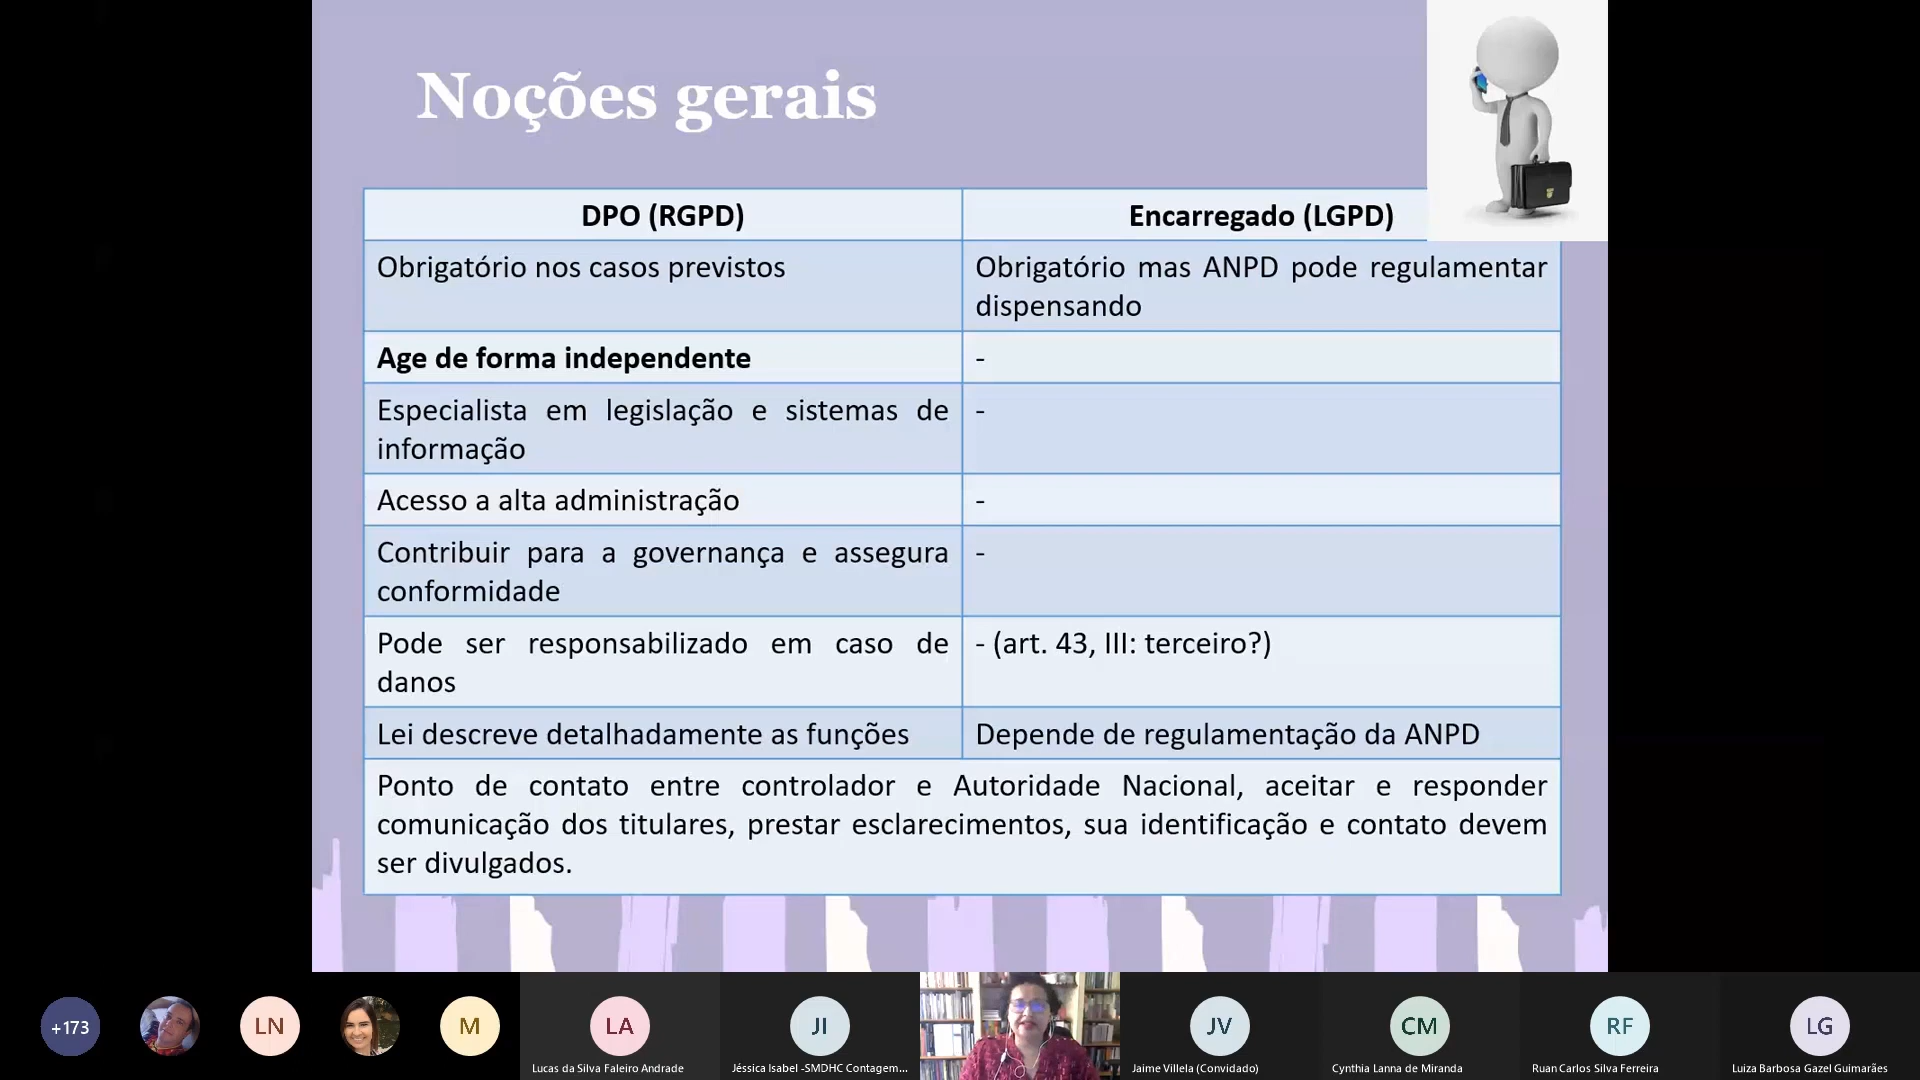 Noções gerais
DPO (RGPD)
Encarregado (LGPD)
Obrigatório nos casos previstos
Obrigatório mas ANPD pode regulamentar
dispensando
Age de forma independente
-
Especialista em legislação e sistemas de
informação
-
Acesso a alta administração
-
Contribuir para a governança e assegura
conformidade
-
Pode ser responsabilizado em caso de
danos
- (art. 43, III: terceiro?)
Lei descreve detalhadamente as funções
Depende de regulamentação da ANPD
Ponto de contato entre controlador e Autoridade Nacional, aceitar e responder
comunicação dos titulares, prestar esclarecimentos, sua identificação e contato devem
ser divulgados.
+173
LN
M
LA
Lucas da Silva Faleiro Andrade
JI
Jéssica Isabel -SMDHC Contagem...
JV
Jaime Villela (Convidado)
CM
Cynthia Lanna de Miranda
RF
Ruan Carlos Silva Ferreira
LG
Luiza Barbosa Gazel Guimarães